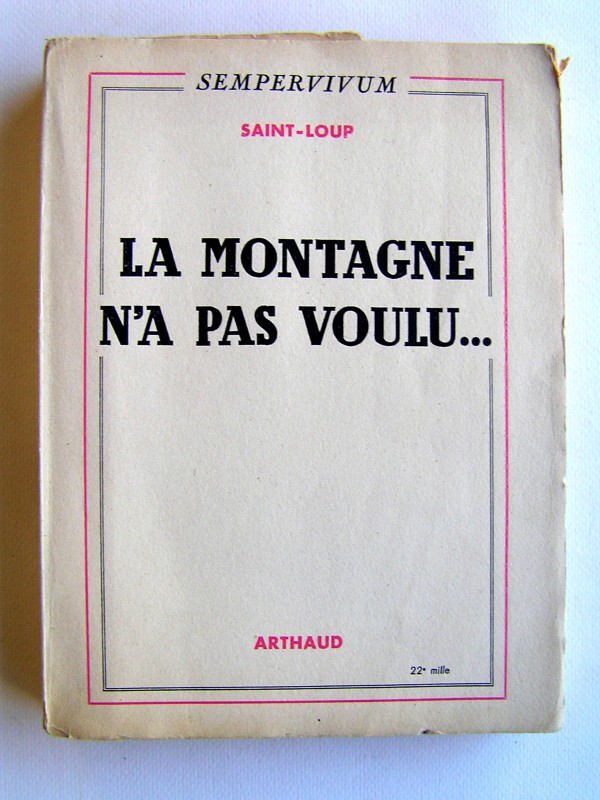 SEMPERVIVUM
SAINT-LOUP
LA MONTAGNE
N'A PAS VOULU...
ARTHAUD
22e mille